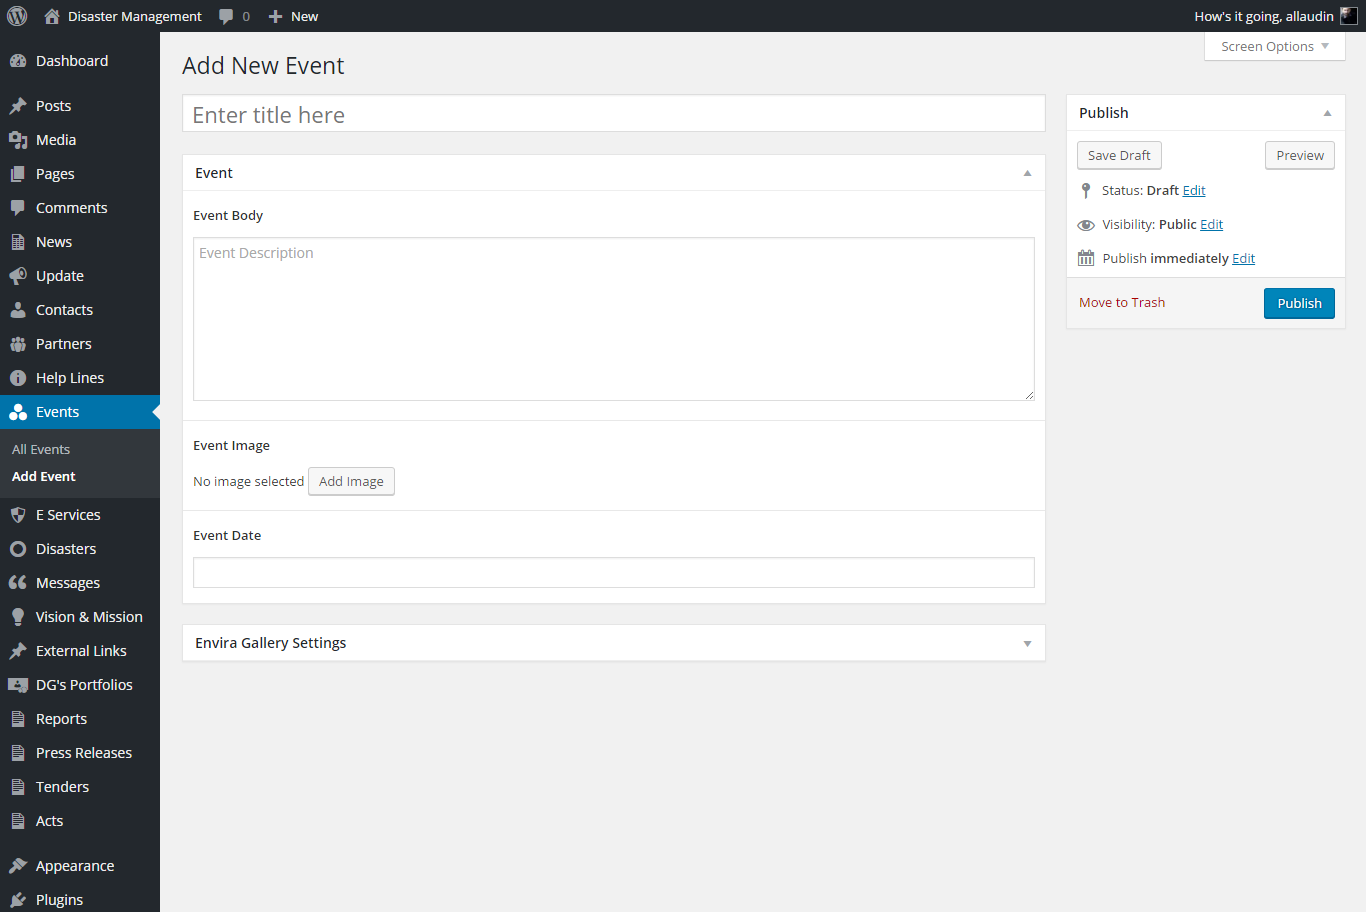 Disaster Management 0 New How's it going, allaudin
Screen Options
Dashboard
Posts
Media
Pages
Comments
News
Update
Contacts
Partners
Help Lines
Events
All Events
Add Event
E Services
Disasters
Messages
Vision & Mission
External Links
DG's Portfolios
Reports
Press Releases
Tenders
Acts
Appearance
Plugins
Add New Event
Enter title here
Event
Event Body
Event Description
Event Image
No image selected Add Image
Event Date
Envira Gallery Settings
Publish
Save Draft Preview
Status: Draft Edit
Visibility: Public Edit
Publish immediately Edit
Move to Trash Publish